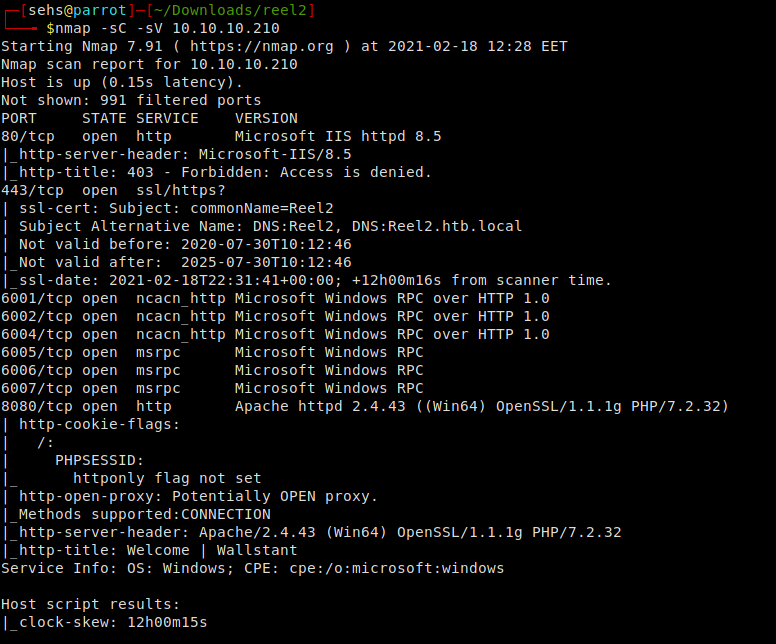 ┌─[sehs@parrot]─[~/Downloads/reel2]
└──╼ $nmap -sC -sV 10.10.10.210
Starting Nmap 7.91 ( https://nmap.org ) at 2021-02-18 12:28 EET
Nmap scan report for 10.10.10.210
Host is up (0.15s latency).
Not shown: 991 filtered ports
PORT     STATE SERVICE    VERSION
80/tcp   open  http       Microsoft IIS httpd 8.5
|_http-server-header: Microsoft-IIS/8.5
|_http-title: 403 - Forbidden: Access is denied.
443/tcp  open  ssl/https?
| ssl-cert: Subject: commonName=Reel2
| Subject Alternative Name: DNS:Reel2, DNS:Reel2.htb.local
| Not valid before: 2020-07-30T10:12:46
|_Not valid after:  2025-07-30T10:12:46
|_ssl-date: 2021-02-18T22:31:41+00:00; +12h00m16s from scanner time.
6001/tcp open  ncacn_http Microsoft Windows RPC over HTTP 1.0
6002/tcp open  ncacn_http Microsoft Windows RPC over HTTP 1.0
6004/tcp open  ncacn_http Microsoft Windows RPC over HTTP 1.0
6005/tcp open  msrpc      Microsoft Windows RPC
6006/tcp open  msrpc      Microsoft Windows RPC
6007/tcp open  msrpc      Microsoft Windows RPC
8080/tcp open  http       Apache httpd 2.4.43 ((Win64) OpenSSL/1.1.1g PHP/7.2.32)
| http-cookie-flags:
|   /:
|     PHPSESSID:
|_      httponly flag not set
| http-open-proxy: Potentially OPEN proxy.
|_Methods supported:CONNECTION
|_http-server-header: Apache/2.4.43 (Win64) OpenSSL/1.1.1g PHP/7.2.32
|_http-title: Welcome | Wallstant
Service Info: OS: Windows; CPE: cpe:/o:microsoft:windows

Host script results:
|_clock-skew: 12h00m15s